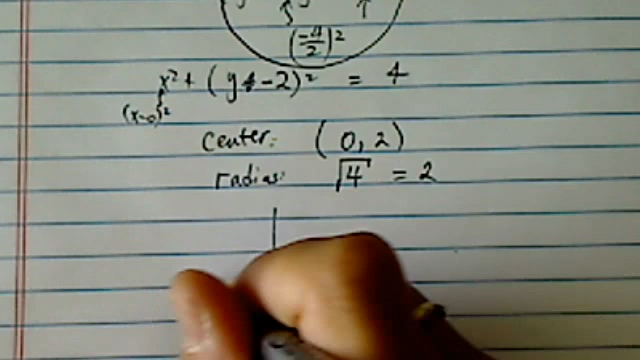 (-4/2)²
x² + (y-2)² = 4
(x-0)²
center: (0, 2)
radius: √4 = 2